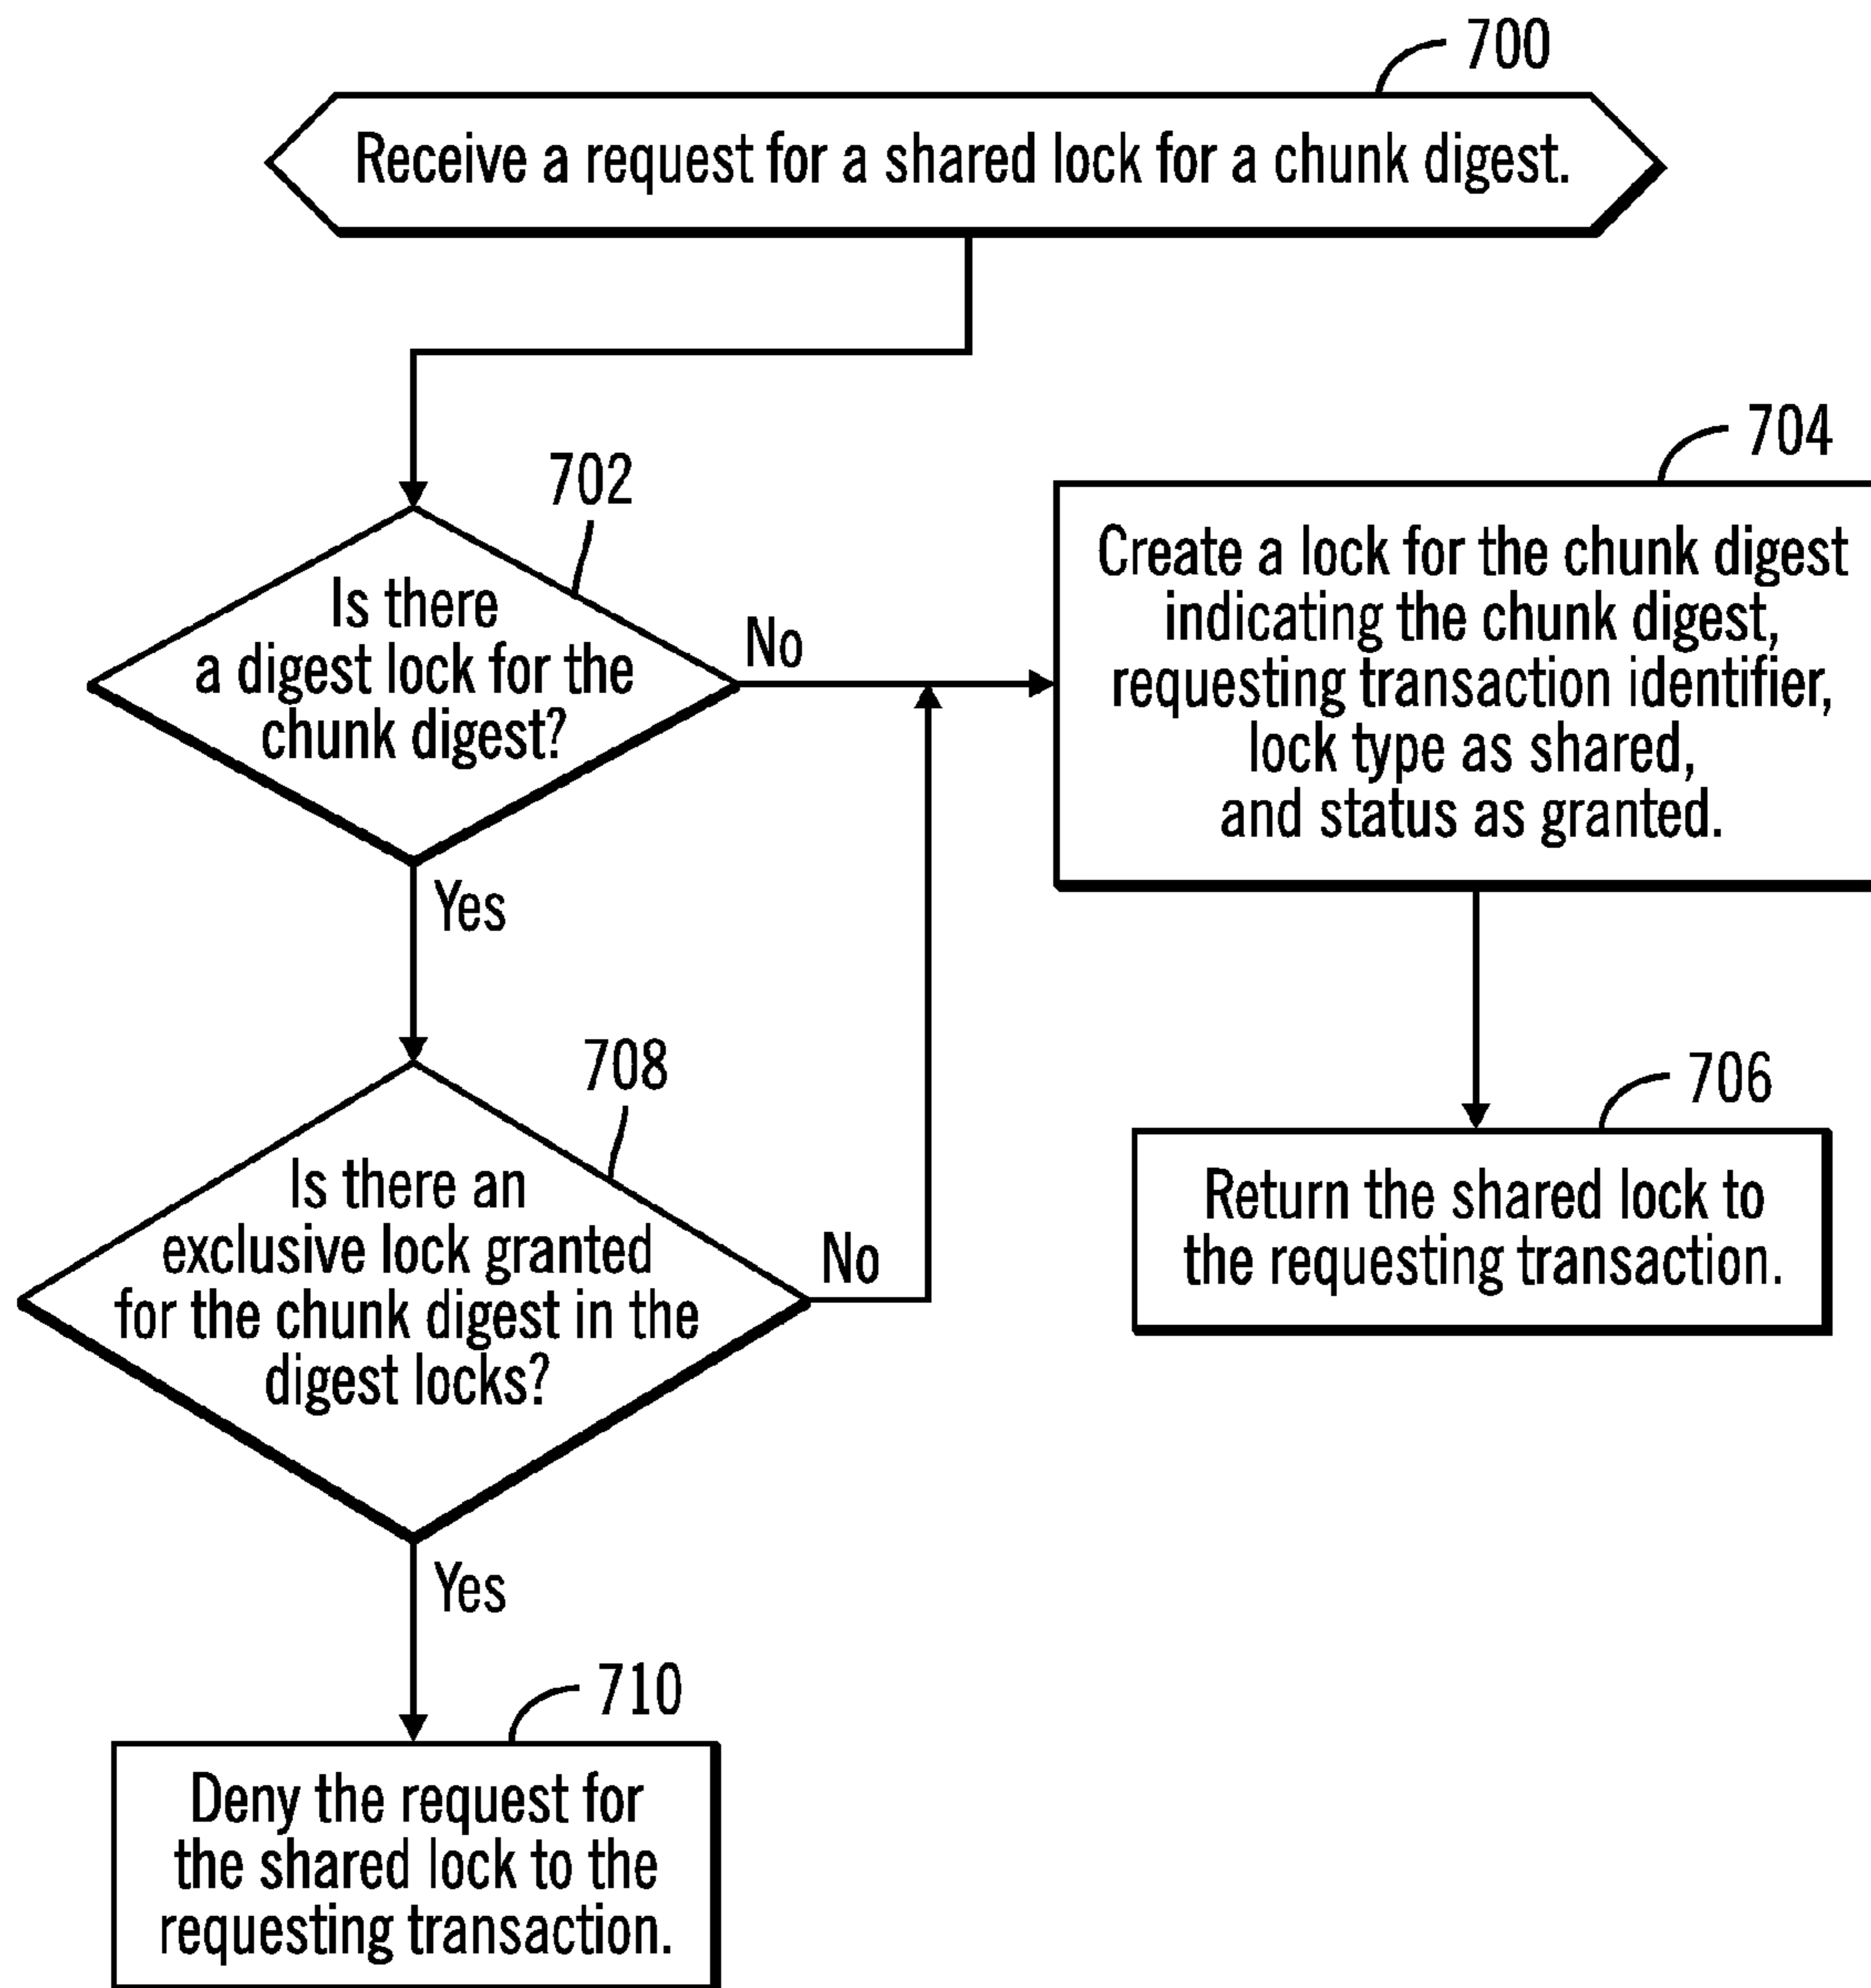 700
Receive a request for a shared lock for a chunk digest.
702
Is there
a digest lock for the
chunk digest?
No
Yes
704
Create a lock for the chunk digest
indicating the chunk digest,
requesting transaction identifier,
lock type as shared,
and status as granted.
706
Return the shared lock to
the requesting transaction.
708
Is there an
exclusive lock granted
for the chunk digest in the
digest locks?
No
Yes
710
Deny the request for
the shared lock to the
requesting transaction.